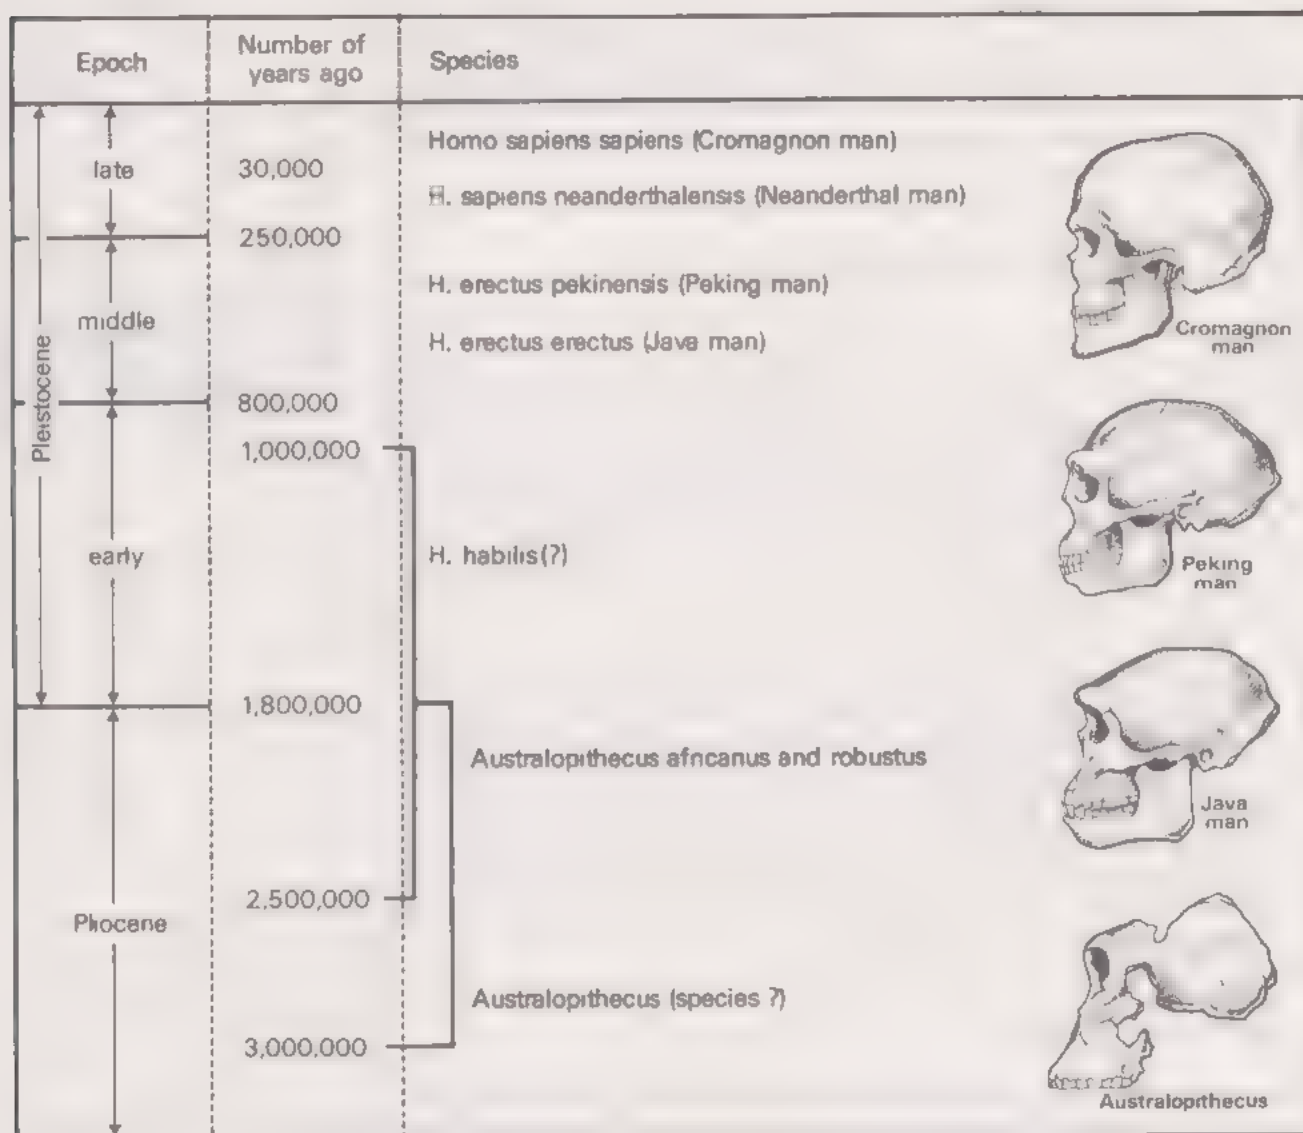 Epoch
Number of
years ago
Species
Pleistocene
late
middle
early
Pliocene
30,000
250,000
800,000
1,000,000
1,800,000
2,500,000
3,000,000
Homo sapiens sapiens (Cromagnon man)
H. sapiens neanderthalensis (Neanderthal man)
H. erectus pekinensis (Peking man)
H. erectus erectus (Java man)
H. habilis(?)
Australopithecus africanus and robustus
Australopithecus (species ?)
Cromagnon
man
Peking
man
Java
man
Australopithecus